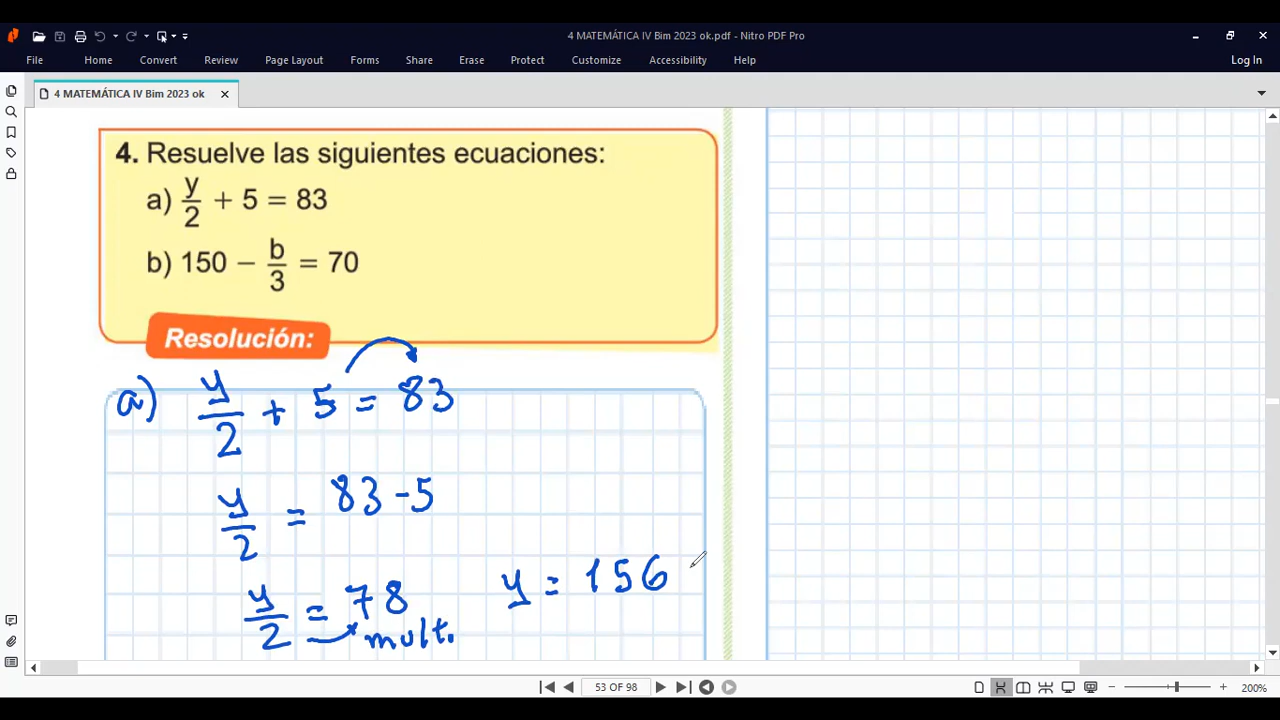 4 MATEMÁTICA IV Bim 2023 ok.pdf - Nitro PDF Pro
File Home Convert Review Page Layout Forms Share Erase Protect Customize Accessibility Help Log In
4 MATEMÁTICA IV Bim 2023 ok
4. Resuelve las siguientes ecuaciones:
a) y/2 + 5 = 83
b) 150 − b/3 = 70
Resolución:
a) y/2 + 5 = 83
y/2 = 83 - 5
y/2 = 78
mult.
y = 156
53 OF 98
200%